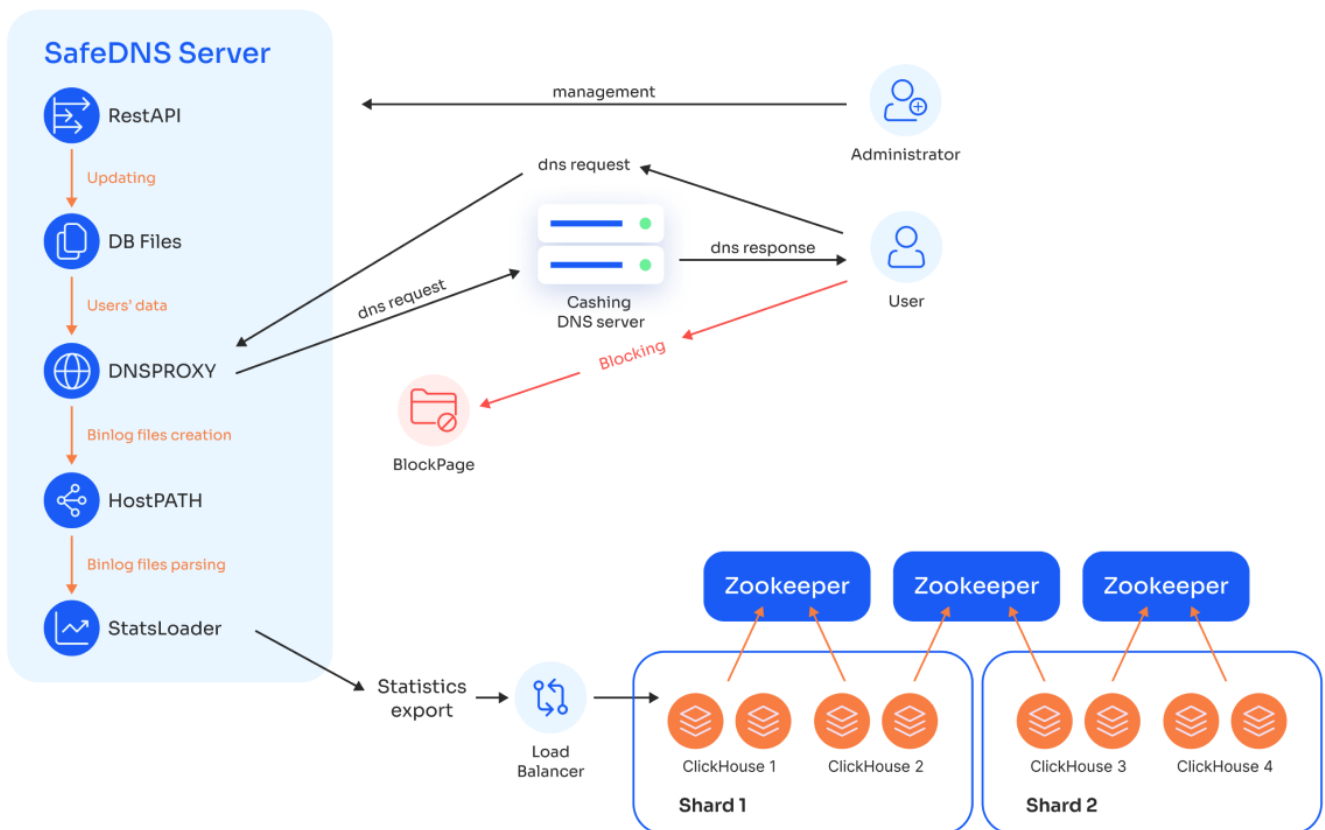 SafeDNS Server
RestAPI
Updating
DB Files
Users' data
DNSPROXY
Binlog files creation
HostPATH
Binlog files parsing
StatsLoader
management
Administrator
dns request
dns request
Cashing
DNS server
dns response
User
Blocking
BlockPage
Statistics
export
Load
Balancer
Zookeeper
Zookeeper
Zookeeper
ClickHouse 1
ClickHouse 2
Shard 1
ClickHouse 3
ClickHouse 4
Shard 2